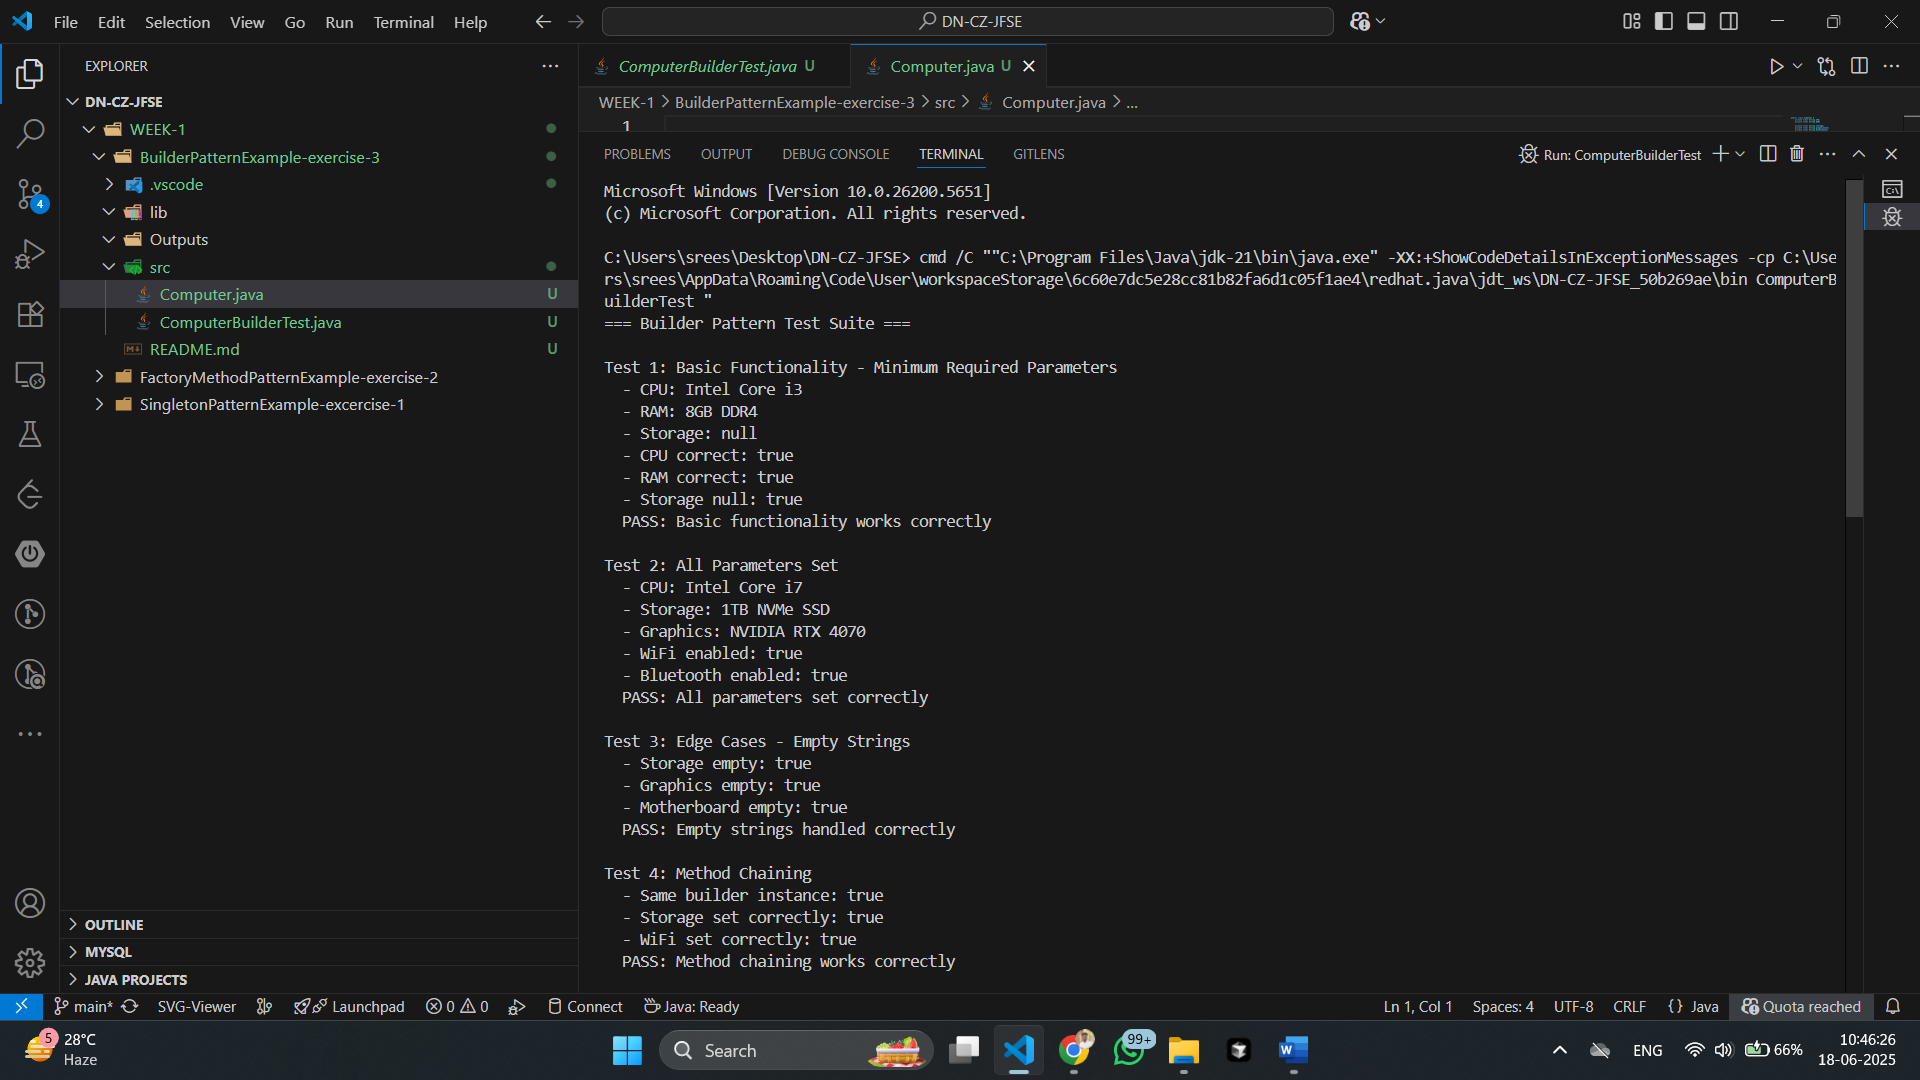 File Edit Selection View Go Run Terminal Help
DN-CZ-JFSE
EXPLORER
DN-CZ-JFSE
WEEK-1
BuilderPatternExample-exercise-3
.vscode
lib
Outputs
src
Computer.java U
ComputerBuilderTest.java U
README.md U
FactoryMethodPatternExample-exercise-2
SingletonPatternExample-excercise-1
OUTLINE
MYSQL
JAVA PROJECTS
4
ComputerBuilderTest.java U
Computer.java U
WEEK-1 > BuilderPatternExample-exercise-3 > src > Computer.java > ...
1
PROBLEMS OUTPUT DEBUG CONSOLE TERMINAL GITLENS
Run: ComputerBuilderTest
Microsoft Windows [Version 10.0.26200.5651]
(c) Microsoft Corporation. All rights reserved.
C:\Users\srees\Desktop\DN-CZ-JFSE> cmd /C ""C:\Program Files\Java\jdk-21\bin\java.exe" -XX:+ShowCodeDetailsInExceptionMessages -cp C:\Use
rs\srees\AppData\Roaming\Code\User\workspaceStorage\6c60e7dc5e28cc81b82fa6d1c05f1ae4\redhat.java\jdt_ws\DN-CZ-JFSE_50b269ae\bin ComputerB
uilderTest "
=== Builder Pattern Test Suite ===
Test 1: Basic Functionality - Minimum Required Parameters
- CPU: Intel Core i3
- RAM: 8GB DDR4
- Storage: null
- CPU correct: true
- RAM correct: true
- Storage null: true
PASS: Basic functionality works correctly
Test 2: All Parameters Set
- CPU: Intel Core i7
- Storage: 1TB NVMe SSD
- Graphics: NVIDIA RTX 4070
- WiFi enabled: true
- Bluetooth enabled: true
PASS: All parameters set correctly
Test 3: Edge Cases - Empty Strings
- Storage empty: true
- Graphics empty: true
- Motherboard empty: true
PASS: Empty strings handled correctly
Test 4: Method Chaining
- Same builder instance: true
- Storage set correctly: true
- WiFi set correctly: true
PASS: Method chaining works correctly
main* SVG-Viewer Launchpad 0 0 Connect Java: Ready
Ln 1, Col 1 Spaces: 4 UTF-8 CRLF {} Java Quota reached
5
28°C
Haze
Search
99+
ENG
66%
10:46:26
18-06-2025